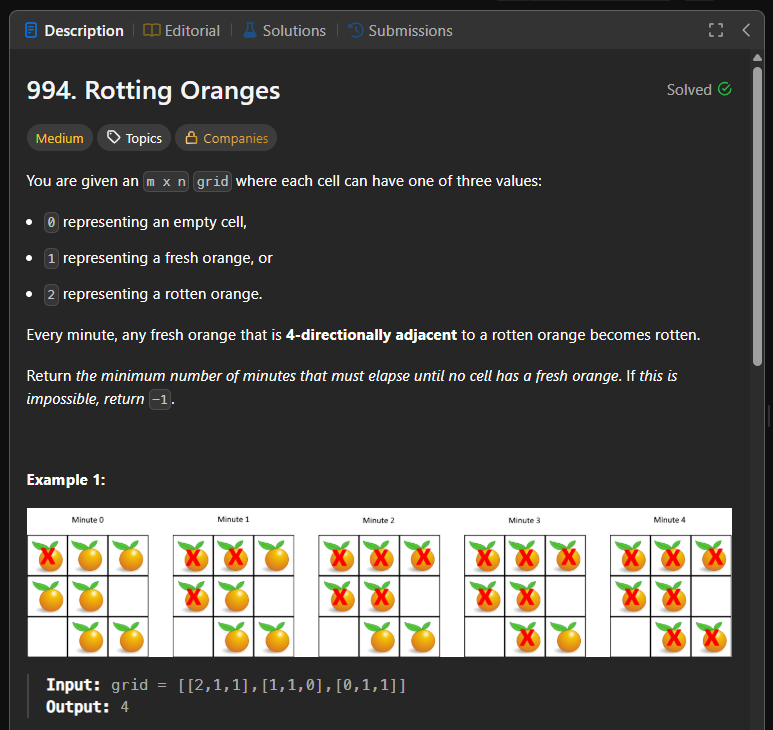 Description Editorial Solutions Submissions
994. Rotting Oranges Solved
Medium Topics Companies
You are given an m x n grid where each cell can have one of three values:
• 0 representing an empty cell,
• 1 representing a fresh orange, or
• 2 representing a rotten orange.
Every minute, any fresh orange that is 4-directionally adjacent to a rotten orange becomes rotten.
Return the minimum number of minutes that must elapse until no cell has a fresh orange. If this is
impossible, return -1.
Example 1:
Minute 0 Minute 1 Minute 2 Minute 3 Minute 4
X X X X X X X X X X X X X X
X X X X X X X
X X X
Input: grid = [[2,1,1],[1,1,0],[0,1,1]]
Output: 4